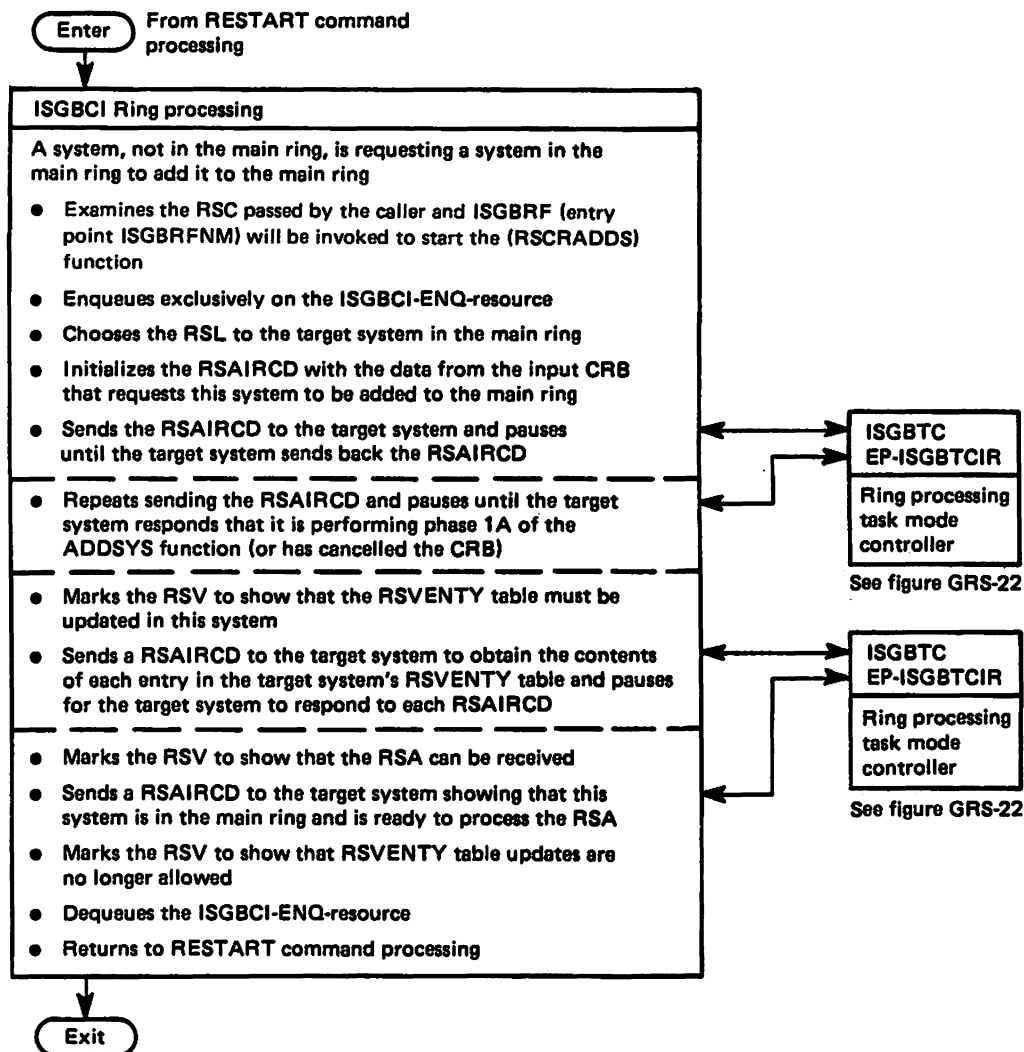 Enter
From RESTART command
processing
ISGBCI Ring processing
A system, not in the main ring, is requesting a system in the
main ring to add it to the main ring
● Examines the RSC passed by the caller and ISGBRF (entry
point ISGBRFNM) will be invoked to start the (RSCRADDS)
function
● Enqueues exclusively on the ISGBCI-ENQ-resource
● Chooses the RSL to the target system in the main ring
● Initializes the RSAIRCD with the data from the input CRB
that requests this system to be added to the main ring
● Sends the RSAIRCD to the target system and pauses
until the target system sends back the RSAIRCD
● Repeats sending the RSAIRCD and pauses until the target
system responds that it is performing phase 1A of the
ADDSYS function (or has cancelled the CRB)
● Marks the RSV to show that the RSVENTY table must be
updated in this system
● Sends a RSAIRCD to the target system to obtain the contents
of each entry in the target system's RSVENTY table and pauses
for the target system to respond to each RSAIRCD
● Marks the RSV to show that the RSA can be received
● Sends a RSAIRCD to the target system showing that this
system is in the main ring and is ready to process the RSA
● Marks the RSV to show that RSVENTY table updates are
no longer allowed
● Dequeues the ISGBCI-ENQ-resource
● Returns to RESTART command processing
Exit
ISGBTC
EP-ISGBTCIR
Ring processing
task mode
controller
See figure GRS-22
ISGBTC
EP-ISGBTCIR
Ring processing
task mode
controller
See figure GRS-22